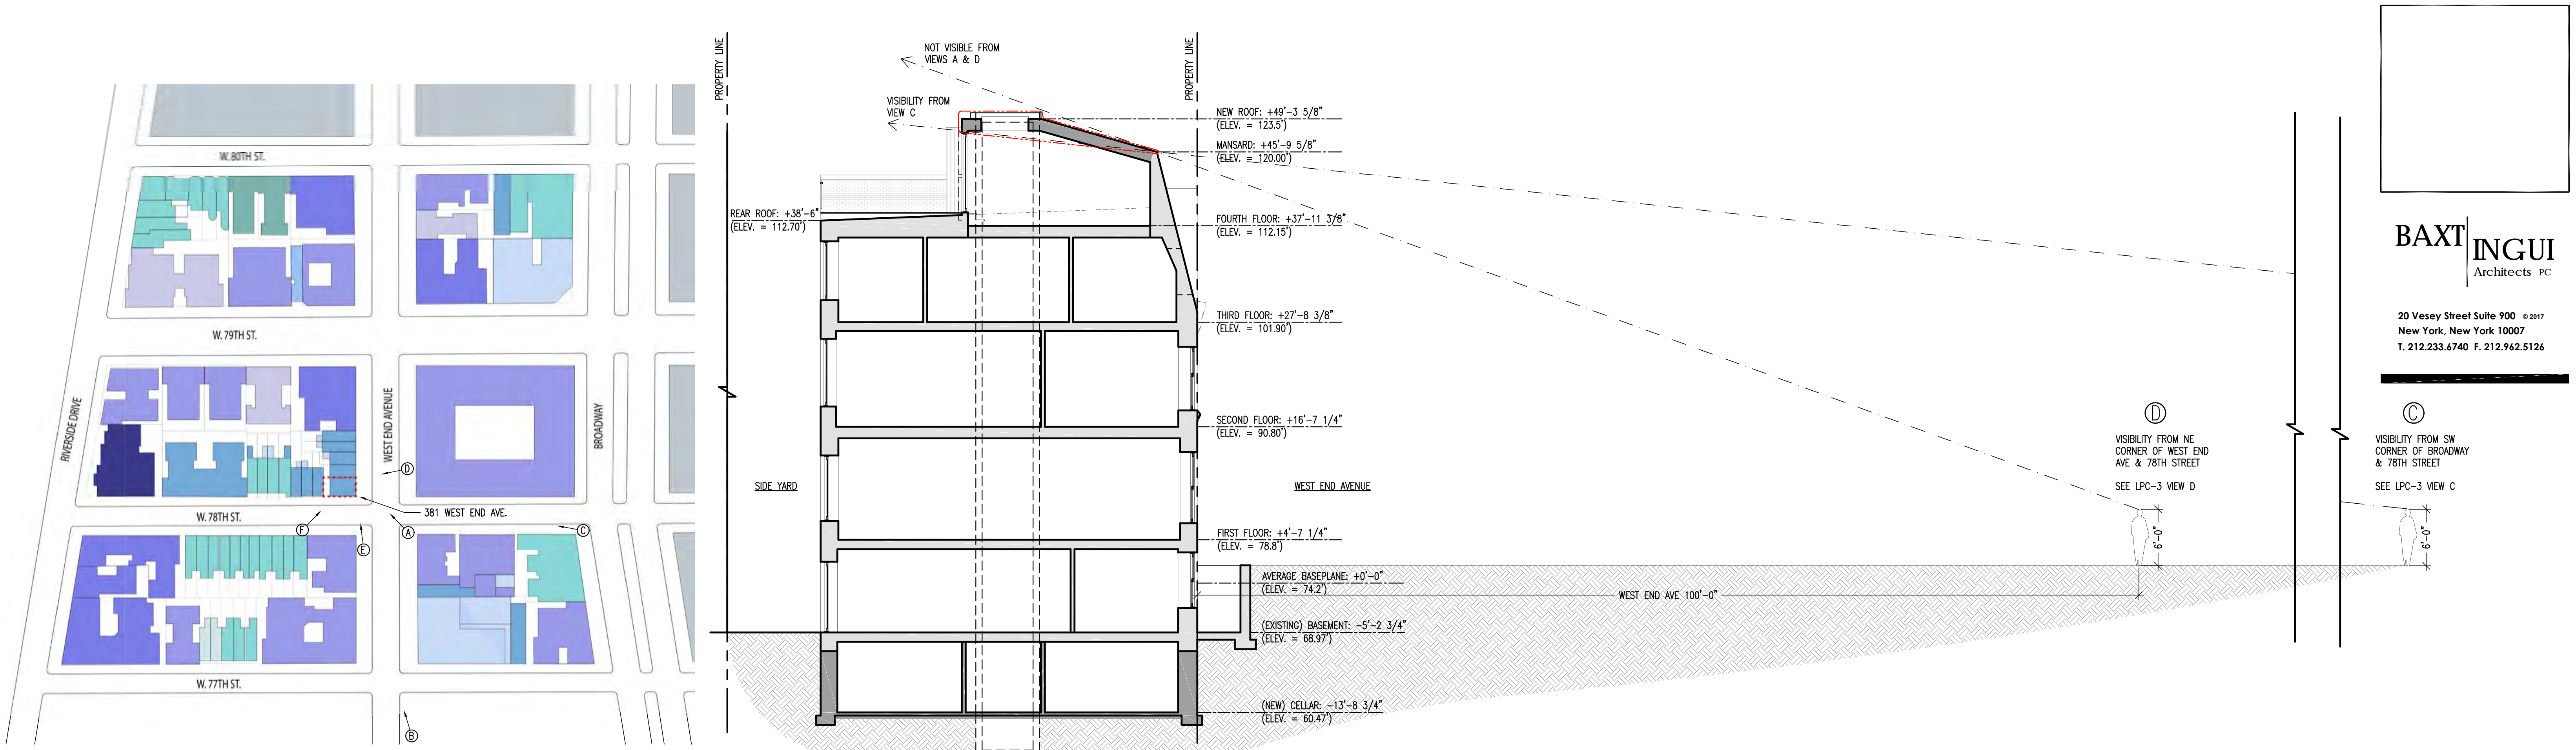 W. 80TH ST.
W. 79TH ST.
RIVERSIDE DRIVE
WEST END AVENUE
BROADWAY
D
W. 78TH ST.
381 WEST END AVE.
F
E
A
C
W. 77TH ST.
B
PROPERTY LINE
PROPERTY LINE
NOT VISIBLE FROM
VIEWS A & D
VISIBILITY FROM
VIEW C
NEW ROOF: +49'-3 5/8"
(ELEV. = 123.5')
MANSARD: +45'-9 5/8"
(ELEV. = 120.00')
REAR ROOF: +38'-6"
(ELEV. = 112.70')
FOURTH FLOOR: +37'-11 3/8"
(ELEV. = 112.15')
THIRD FLOOR: +27'-8 3/8"
(ELEV. = 101.90')
SECOND FLOOR: +16'-7 1/4"
(ELEV. = 90.80')
SIDE YARD
WEST END AVENUE
FIRST FLOOR: +4'-7 1/4"
(ELEV. = 78.8')
AVERAGE BASEPLANE: +0'-0"
(ELEV. = 74.2')
WEST END AVE 100'-0"
(EXISTING) BASEMENT: -5'-2 3/4"
(ELEV. = 68.97')
(NEW) CELLAR: -13'-8 3/4"
(ELEV. = 60.47')
D
VISIBILITY FROM NE
CORNER OF WEST END
AVE & 78TH STREET
SEE LPC-3 VIEW D
6'-0"
C
VISIBILITY FROM SW
CORNER OF BROADWAY
& 78TH STREET
SEE LPC-3 VIEW C
6'-0"
BAXT
INGUI
Architects PC
20 Vesey Street Suite 900 © 2017
New York, New York 10007
T. 212.233.6740 F. 212.962.5126